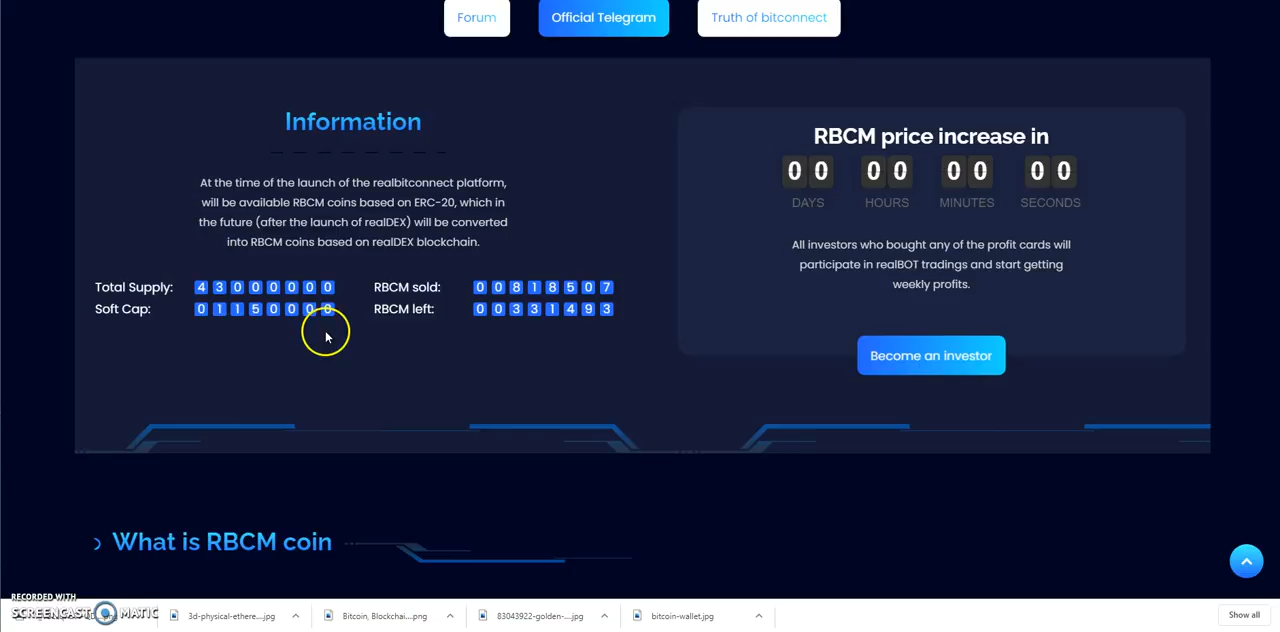 Forum
Official Telegram
Truth of bitconnect
Information
At the time of the launch of the realbitconnect platform,
will be available RBCM coins based on ERC-20, which in
the future (after the launch of realDEX) will be converted
into RBCM coins based on realDEX blockchain.
Total Supply: 43000000
RBCM sold: 00818507
Soft Cap: 01150000
RBCM left: 00331493
RBCM price increase in
00 00 00 00
DAYS HOURS MINUTES SECONDS
All investors who bought any of the profit cards will
participate in realBOT tradings and start getting
weekly profits.
Become an investor
What is RBCM coin
RECORDED WITH
SCREENCAST MATIC
3d-physical-ethere....jpg
Bitcoin, Blockchai....png
83043922-golden-....jpg
bitcoin-wallet.jpg
Show all